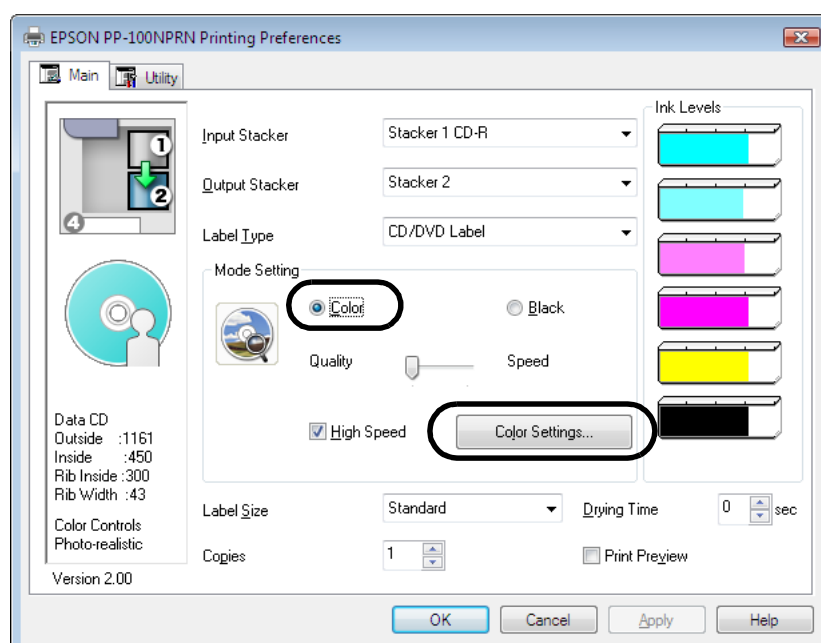 EPSON PP-100NPRN Printing Preferences
Main
Utility
1
2
4
Data CD
Outside :1161
Inside :450
Rib Inside :300
Rib Width :43
Color Controls
Photo-realistic
Version 2.00
Input Stacker Stacker 1 CD-R
Output Stacker Stacker 2
Label Type CD/DVD Label
Mode Setting
Color Black
Quality Speed
High Speed Color Settings...
Label Size Standard Drying Time 0 sec
Copies 1 Print Preview
Ink Levels
OK Cancel Apply Help